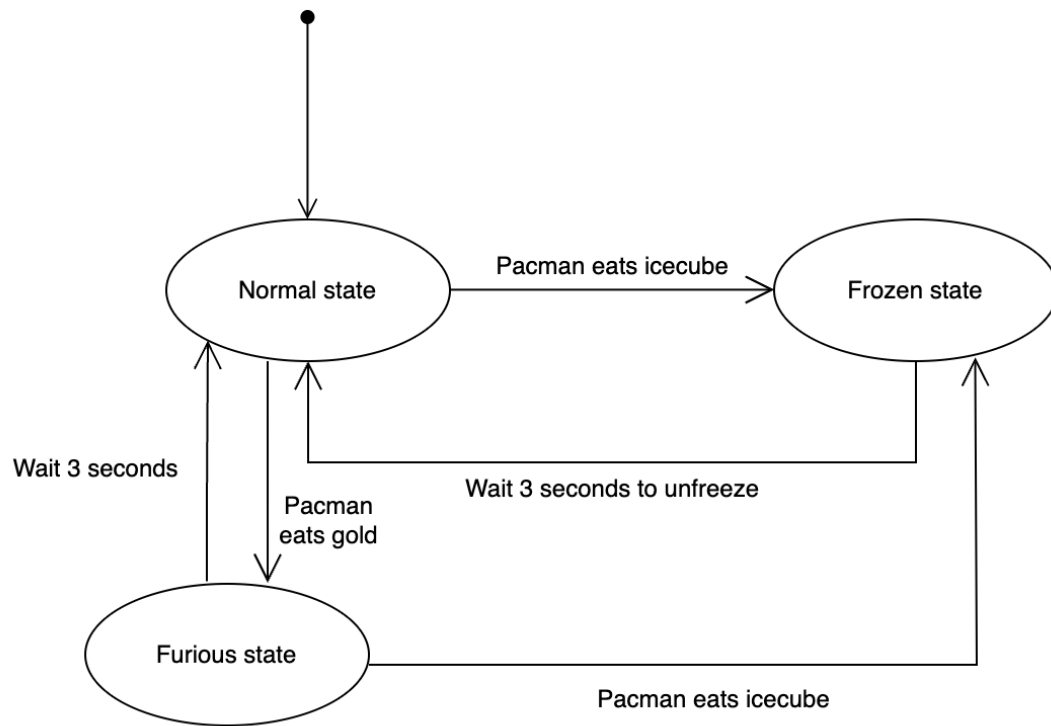 Pacman eats icecube
Normal state
Frozen state
Wait 3 seconds
Wait 3 seconds to unfreeze
Pacman
eats gold
Furious state
Pacman eats icecube